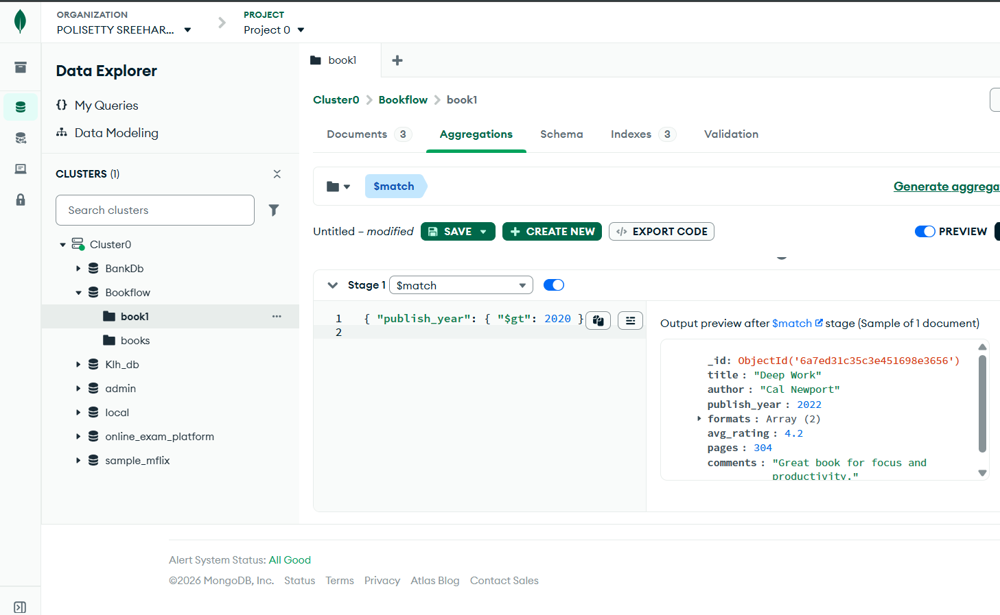 ORGANIZATION
POLISETTY SREEHAR...
PROJECT
Project 0
Data Explorer
My Queries
Data Modeling
CLUSTERS (1)
Search clusters
Cluster0
BankDb
Bookflow
book1
books
Klh_db
admin
local
online_exam_platform
sample_mflix
book1
Cluster0 > Bookflow > book1
Documents 3 Aggregations Schema Indexes 3 Validation
$match
Generate aggrega
Untitled – modified SAVE CREATE NEW EXPORT CODE PREVIEW
Stage 1 $match
1 { "publish_year": { "$gt": 2020 }
2
Output preview after $match stage (Sample of 1 document)
_id: ObjectId('6a7ed31c35c3e451698e3656')
title : "Deep Work"
author : "Cal Newport"
publish_year : 2022
formats : Array (2)
avg_rating : 4.2
pages : 304
comments : "Great book for focus and
productivity."
Alert System Status: All Good
©2026 MongoDB, Inc. Status Terms Privacy Atlas Blog Contact Sales